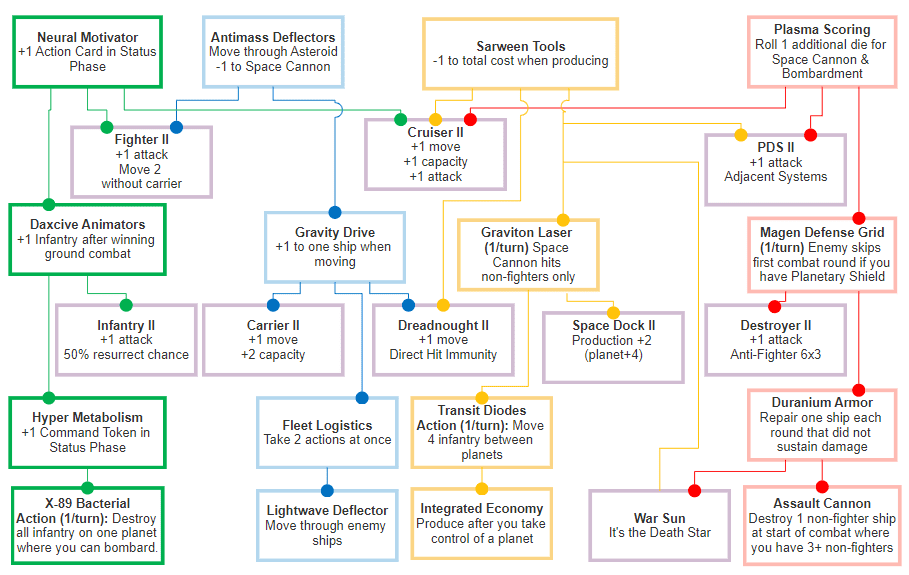 Neural Motivator
+1 Action Card in Status
Phase
Antimass Deflectors
Move through Asteroid
-1 to Space Cannon
Sarween Tools
-1 to total cost when producing
Plasma Scoring
Roll 1 additional die for
Space Cannon &
Bombardment
Fighter II
+1 attack
Move 2
without carrier
Cruiser II
+1 move
+1 capacity
+1 attack
PDS II
+1 attack
Adjacent Systems
Daxcive Animators
+1 Infantry after winning
ground combat
Gravity Drive
+1 to one ship when
moving
Graviton Laser
(1/turn) Space
Cannon hits
non-fighters only
Magen Defense Grid
(1/turn) Enemy skips
first combat round if you
have Planetary Shield
Infantry II
+1 attack
50% resurrect chance
Carrier II
+1 move
+2 capacity
Dreadnought II
+1 move
Direct Hit Immunity
Space Dock II
Production +2
(planet+4)
Destroyer II
+1 attack
Anti-Fighter 6x3
Hyper Metabolism
+1 Command Token in
Status Phase
Fleet Logistics
Take 2 actions at once
Transit Diodes
Action (1/turn): Move
4 infantry between
planets
Duranium Armor
Repair one ship each
round that did not
sustain damage
X-89 Bacterial
Action (1/turn): Destroy
all infantry on one planet
where you can bombard.
Lightwave Deflector
Move through enemy
ships
Integrated Economy
Produce after you take
control of a planet
War Sun
It's the Death Star
Assault Cannon
Destroy 1 non-fighter ship
at start of combat where
you have 3+ non-fighters